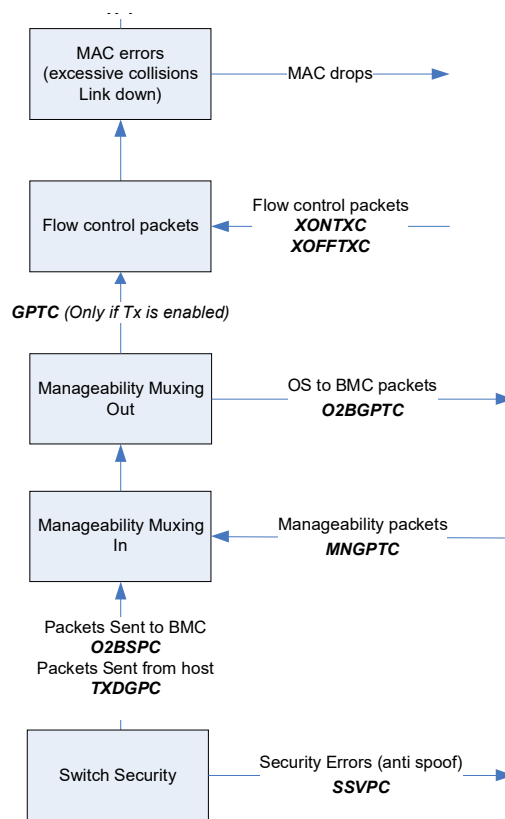 MAC errors
(excessive collisions
Link down)
MAC drops
Flow control packets
Flow control packets
XONTXC
XOFFTXC
GPTC (Only if Tx is enabled)
Manageability Muxing
Out
OS to BMC packets
O2BGPTC
Manageability Muxing
In
Manageability packets
MNGPTC
Packets Sent to BMC
O2BSPC
Packets Sent from host
TXDGPC
Switch Security
Security Errors (anti spoof)
SSVPC